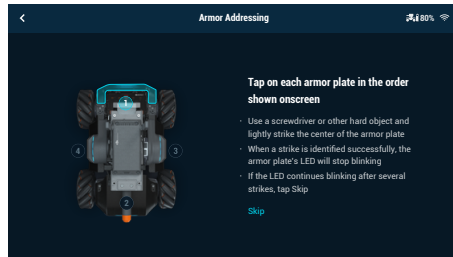 Armor Addressing
80%
Tap on each armor plate in the order
shown onscreen
· Use a screwdriver or other hard object and
lightly strike the center of the armor plate
· When a strike is identified successfully, the
armor plate's LED will stop blinking
· If the LED continues blinking after several
strikes, tap Skip
Skip
1
4
3
2